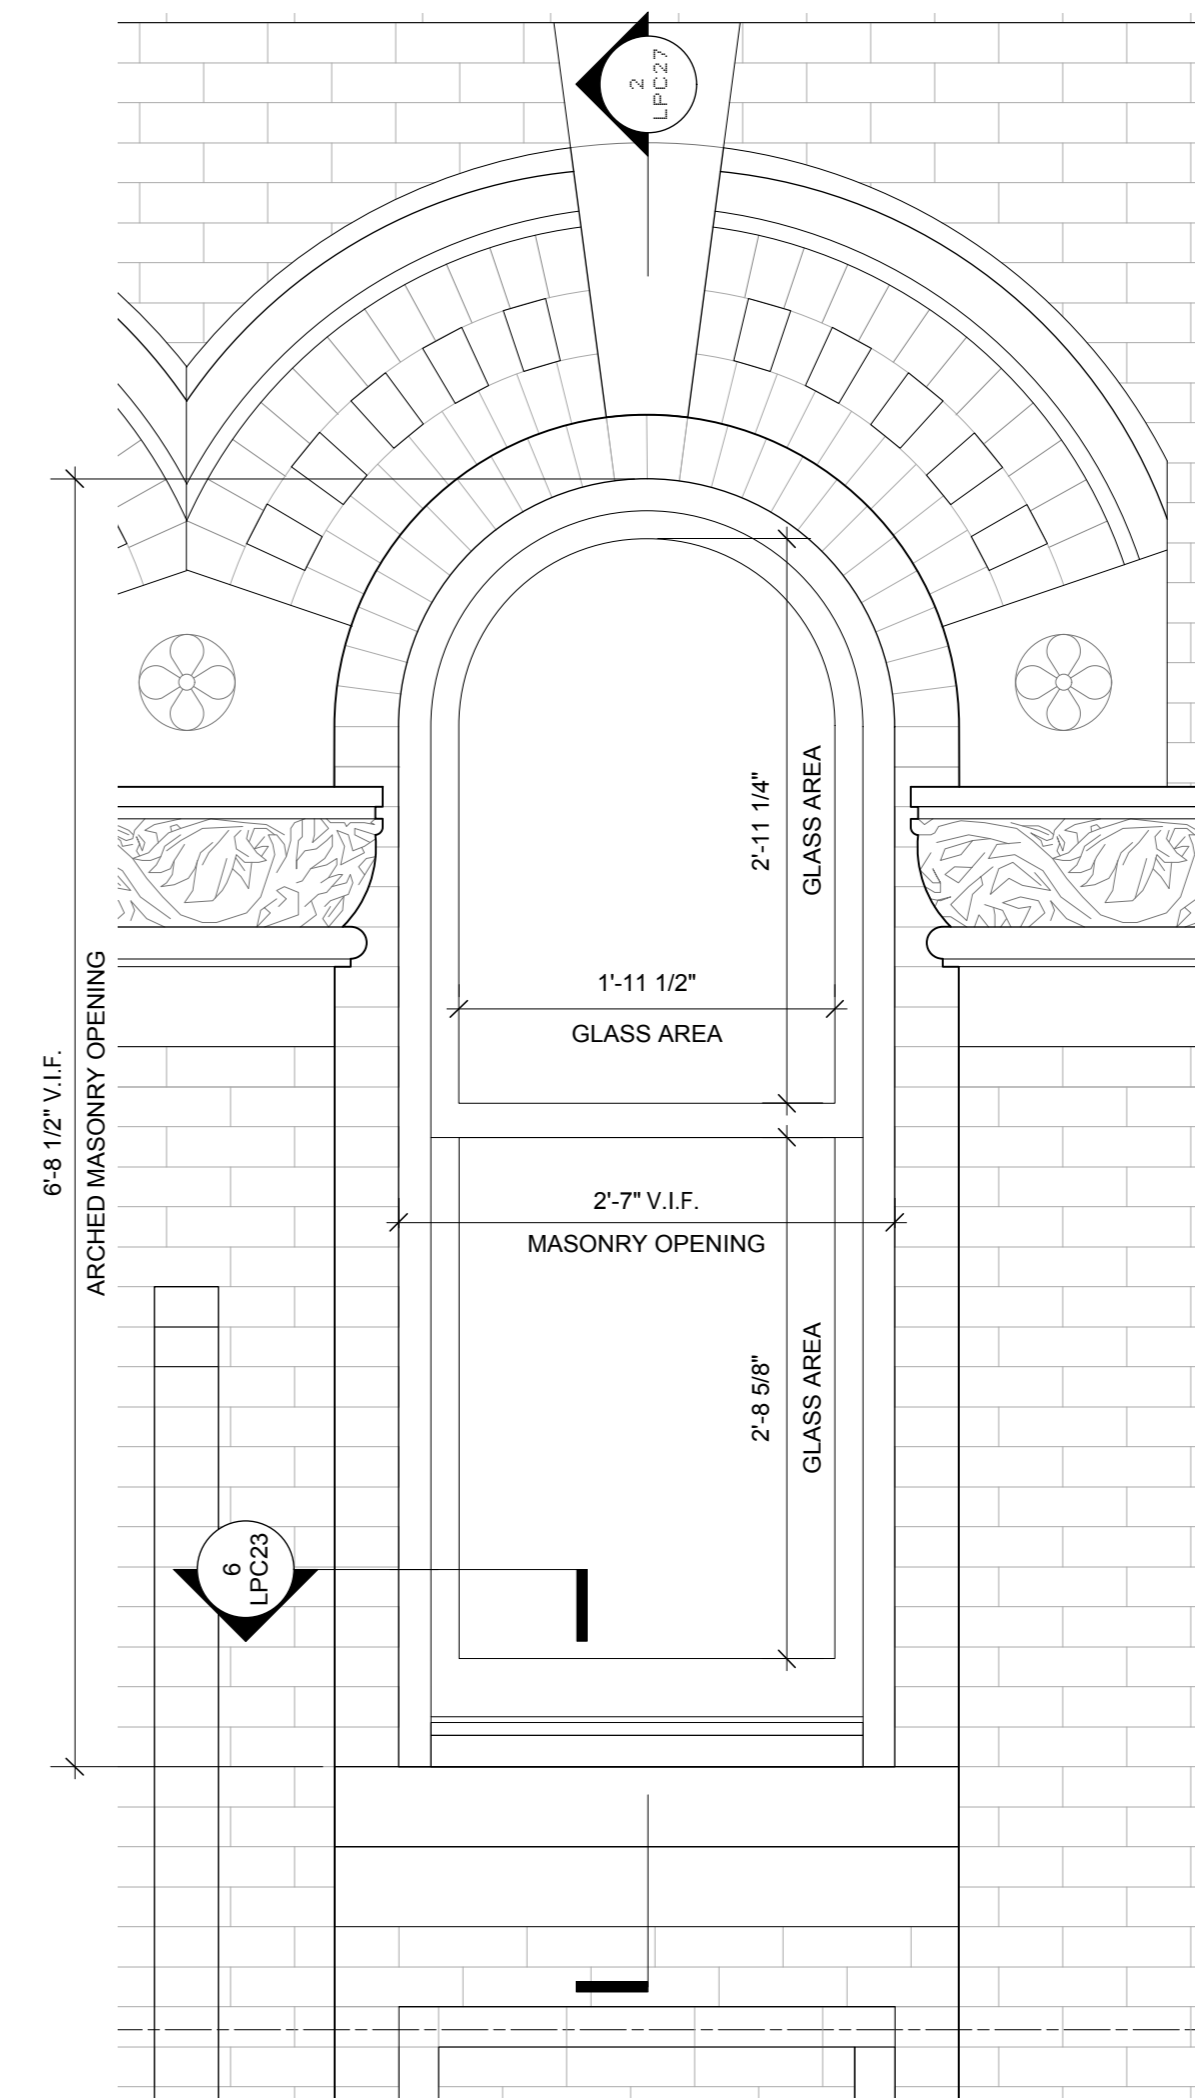 2
LPC27
2'-11 1/4"
GLASS AREA
1'-11 1/2"
GLASS AREA
6'-8 1/2" V.I.F.
ARCHED MASONRY OPENING
2'-7" V.I.F.
MASONRY OPENING
2'-8 5/8"
GLASS AREA
6
LPC23